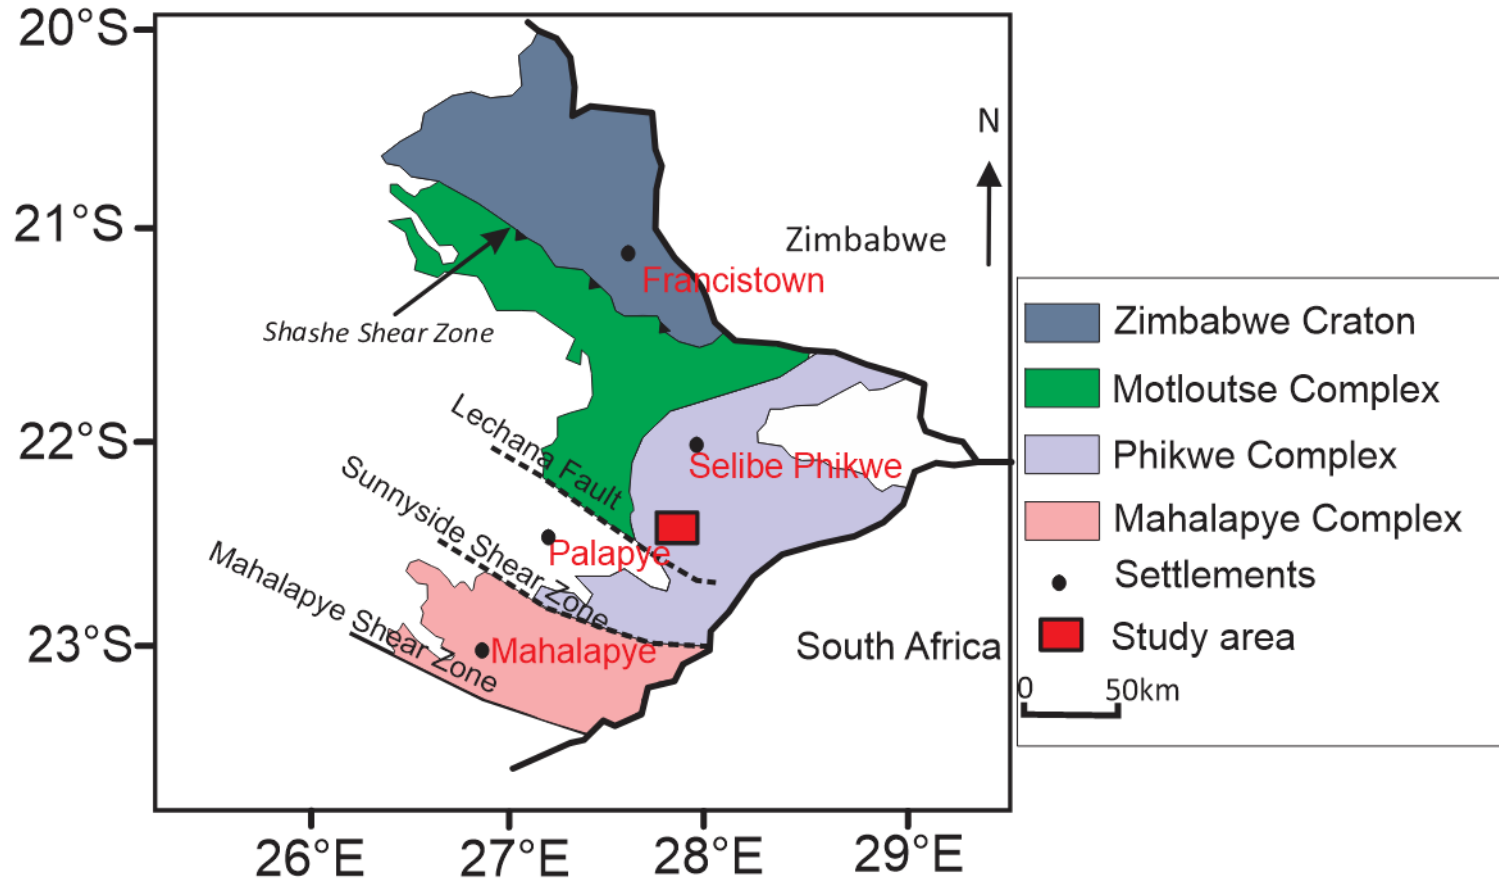 20°S
21°S
22°S
23°S
26°E
27°E
28°E
29°E
N
Zimbabwe
Francistown
Shashe Shear Zone
Lechana Fault
Selibe Phikwe
Sunnyside Shear Zone
Palapye
Mahalapye Shear Zone
Mahalapye
South Africa
Zimbabwe Craton
Motloutse Complex
Phikwe Complex
Mahalapye Complex
Settlements
Study area
0 50km